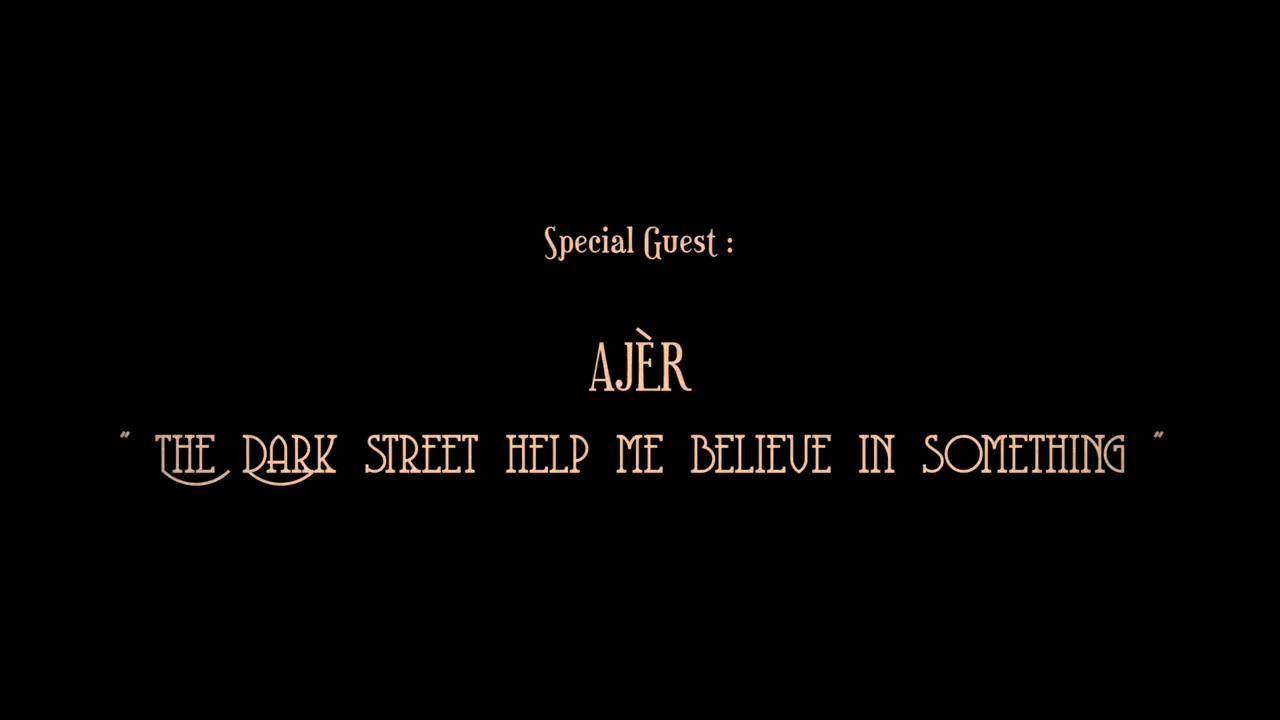 Special Guest :
AJÈR
" THE DARK STREET HELP ME BELIEVE IN SOMETHING "